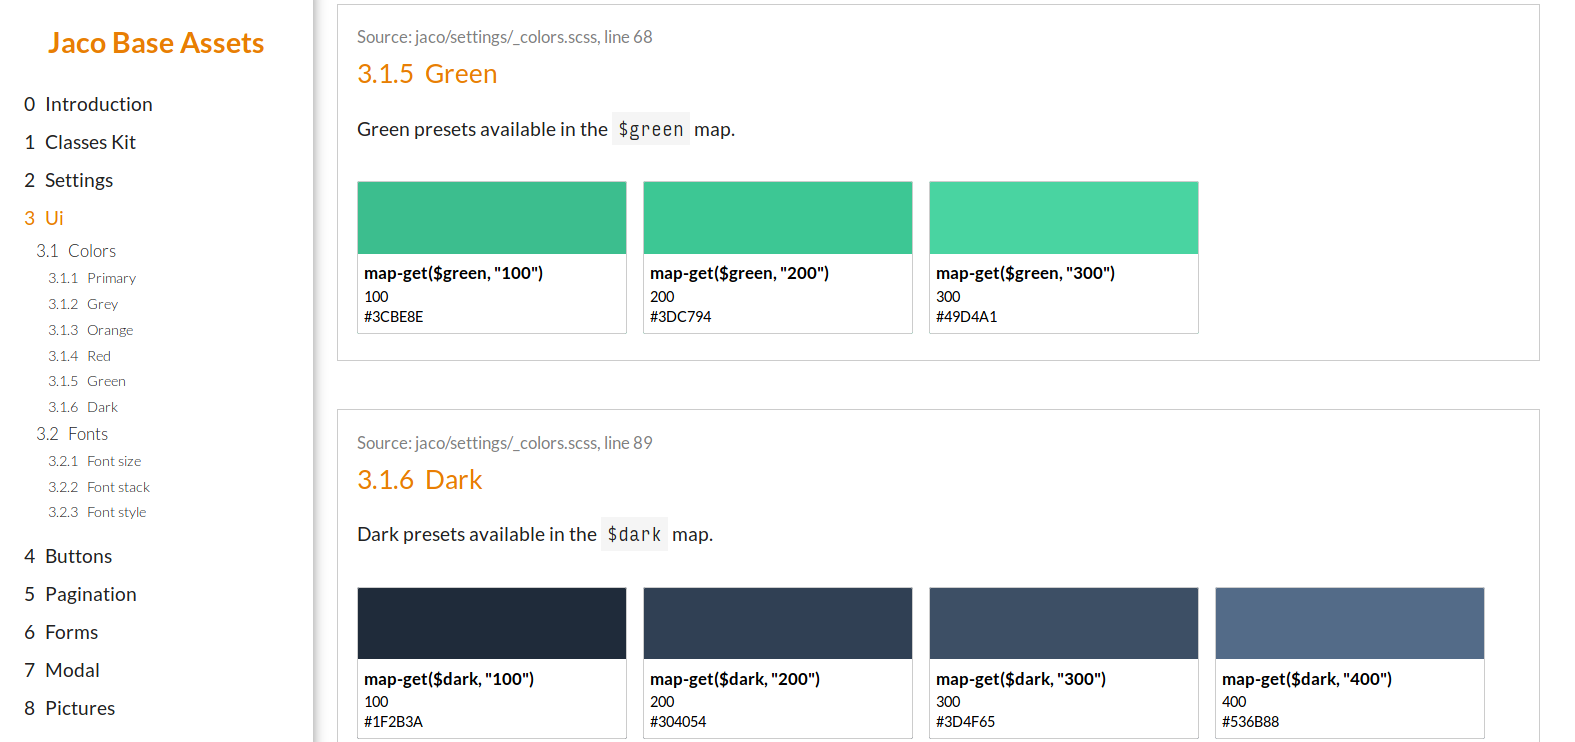 Jaco Base Assets
0 Introduction
1 Classes Kit
2 Settings
3 Ui
3.1 Colors
3.1.1 Primary
3.1.2 Grey
3.1.3 Orange
3.1.4 Red
3.1.5 Green
3.1.6 Dark
3.2 Fonts
3.2.1 Font size
3.2.2 Font stack
3.2.3 Font style
4 Buttons
5 Pagination
6 Forms
7 Modal
8 Pictures
Source: jaco/settings/_colors.scss, line 68
3.1.5 Green
Green presets available in the $green map.
map-get($green, "100")
100
#3CBE8E
map-get($green, "200")
200
#3DC794
map-get($green, "300")
300
#49D4A1
Source: jaco/settings/_colors.scss, line 89
3.1.6 Dark
Dark presets available in the $dark map.
map-get($dark, "100")
100
#1F2B3A
map-get($dark, "200")
200
#304054
map-get($dark, "300")
300
#3D4F65
map-get($dark, "400")
400
#536B88